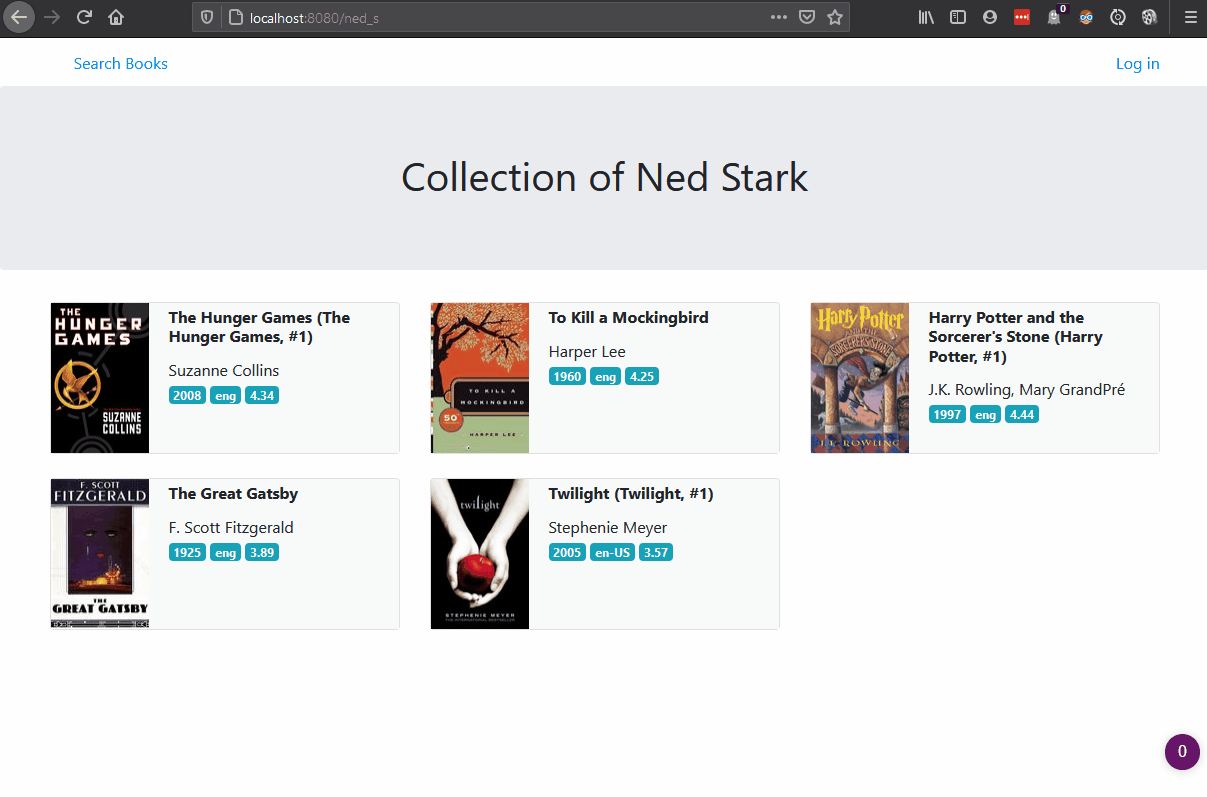 localhost:8080/ned_s
0
Search Books
Log in
Collection of Ned Stark
THE
HUNGER
GAMES
SUZANNE
COLLINS
The Hunger Games (The
Hunger Games, #1)
Suzanne Collins
2008 eng 4.34
TO KILL A
MOCKINGBIRD
50
HARPER LEE
To Kill a Mockingbird
Harper Lee
1960 eng 4.25
Harry Potter
AND THE
SORCERER'S STONE
J.K. ROWLING
Harry Potter and the
Sorcerer's Stone (Harry
Potter, #1)
J.K. Rowling, Mary GrandPré
1997 eng 4.44
F. SCOTT
FITZGERALD
THE
GREAT GATSBY
The Great Gatsby
F. Scott Fitzgerald
1925 eng 3.89
twilight
STEPHENIE MEYER
Twilight (Twilight, #1)
Stephenie Meyer
2005 en-US 3.57
0